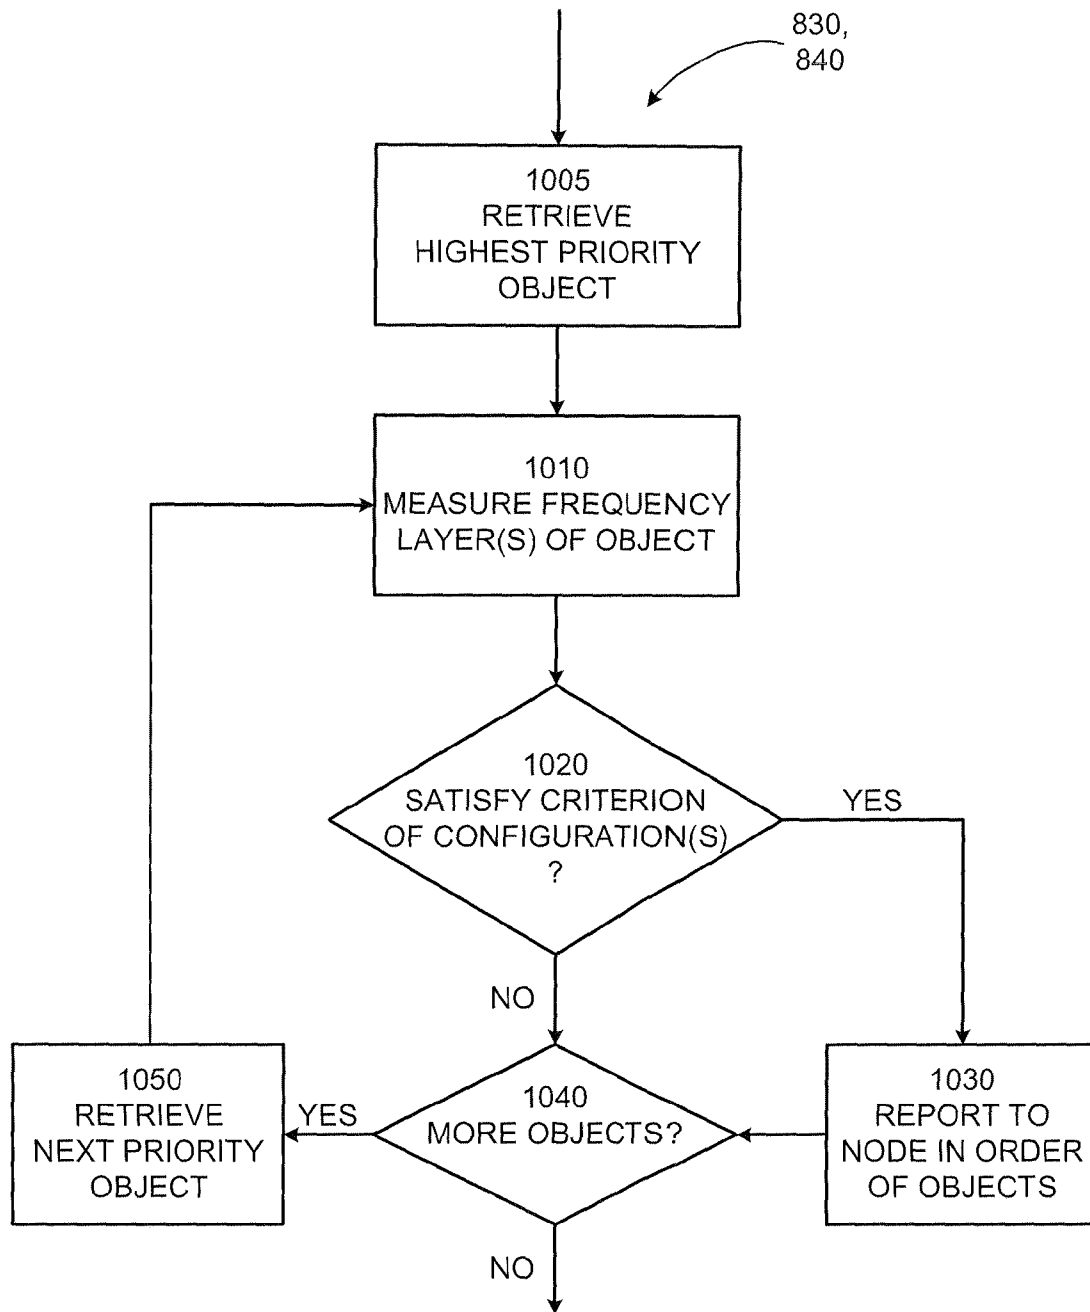 830,
840
1005
RETRIEVE
HIGHEST PRIORITY
OBJECT
1010
MEASURE FREQUENCY
LAYER(S) OF OBJECT
1020
SATISFY CRITERION
OF CONFIGURATION(S)
?
YES
NO
1050
RETRIEVE
NEXT PRIORITY
OBJECT
YES
1040
MORE OBJECTS?
1030
REPORT TO
NODE IN ORDER
OF OBJECTS
NO